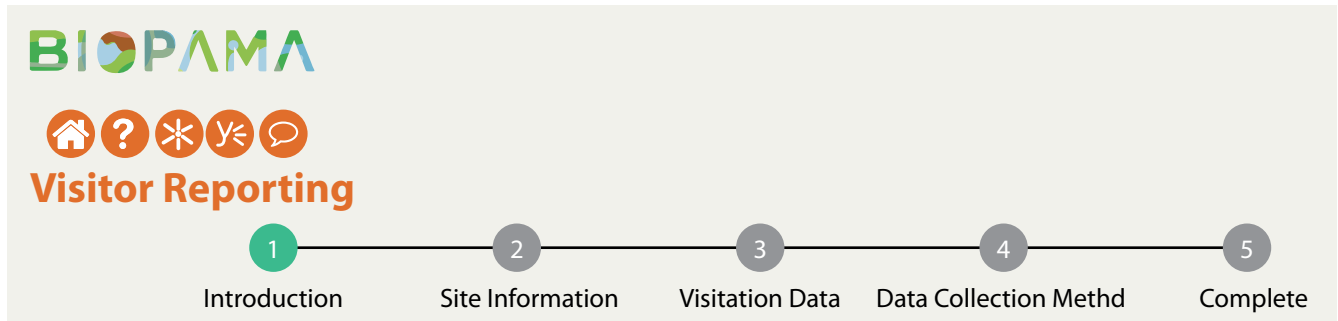 BIOPAMA
Visitor Reporting
1 2 3 4 5
Introduction Site Information Visitation Data Data Collection Methd Complete